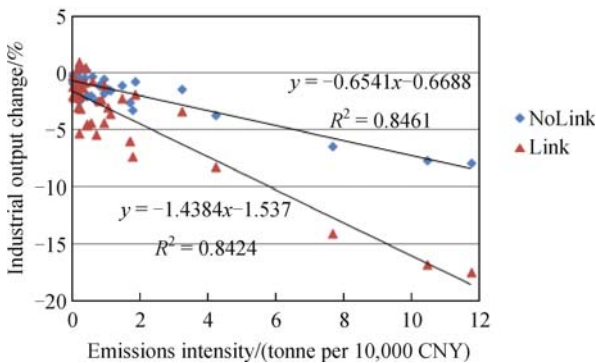 5
0
−5
−10
−15
−20
Industrial output change/%
y = −0.6541x−0.6688
R² = 0.8461
y = −1.4384x−1.537
R² = 0.8424
NoLink
Link
0 2 4 6 8 10 12
Emissions intensity/(tonne per 10,000 CNY)